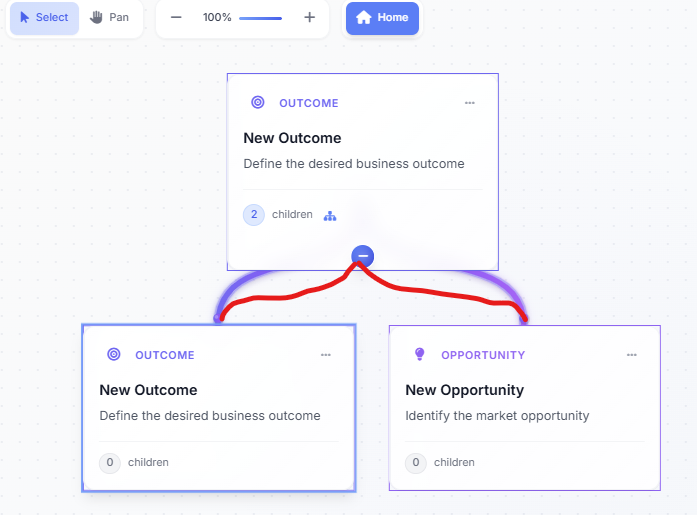 Select Pan 100% Home
OUTCOME
New Outcome
Define the desired business outcome
2 children
OUTCOME
New Outcome
Define the desired business outcome
0 children
OPPORTUNITY
New Opportunity
Identify the market opportunity
0 children